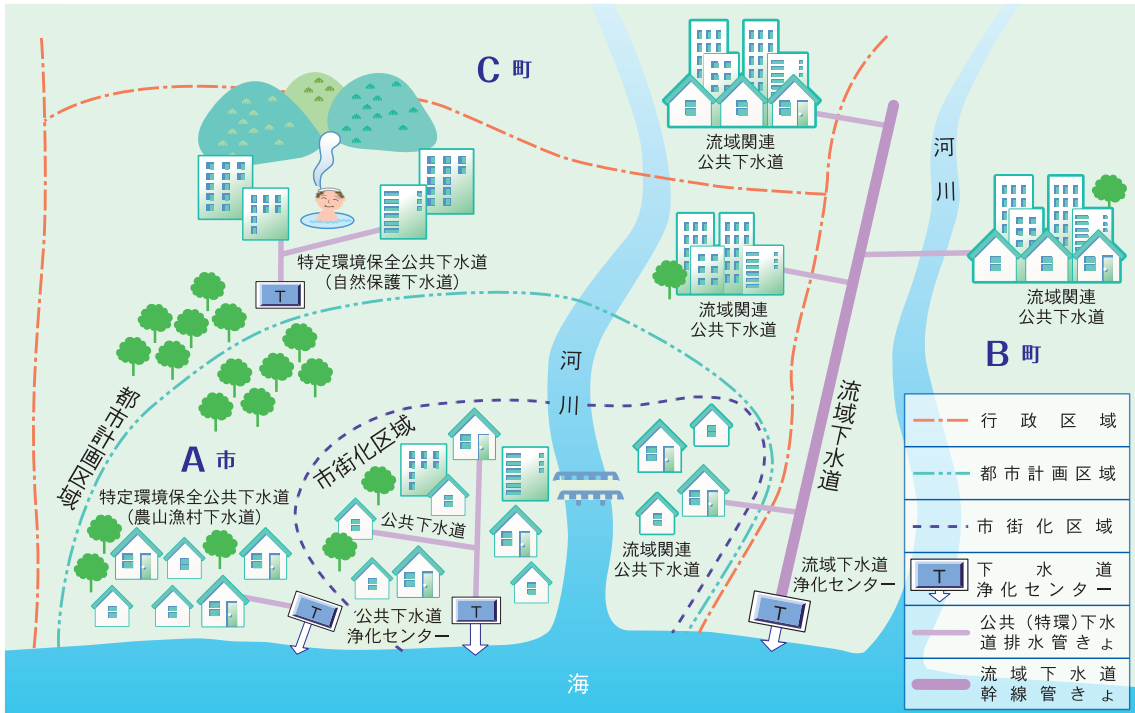 C町
流域関連
公共下水道
河川
特定環境保全公共下水道
(自然保護下水道)
T
流域関連
公共下水道
流域関連
公共下水道
B町
河川
流域下水道
都市計画区域
A市
市街化区域
特定環境保全公共下水道
(農山漁村下水道)
公共下水道
流域関連
公共下水道
流域下水道
浄化センター
T
T
T
公共下水道
浄化センター
海
行政区域
都市計画区域
市街化区域
T
下水道
浄化センター
公共(特環)下水
道排水管きょ
流域下水道
幹線管きょ